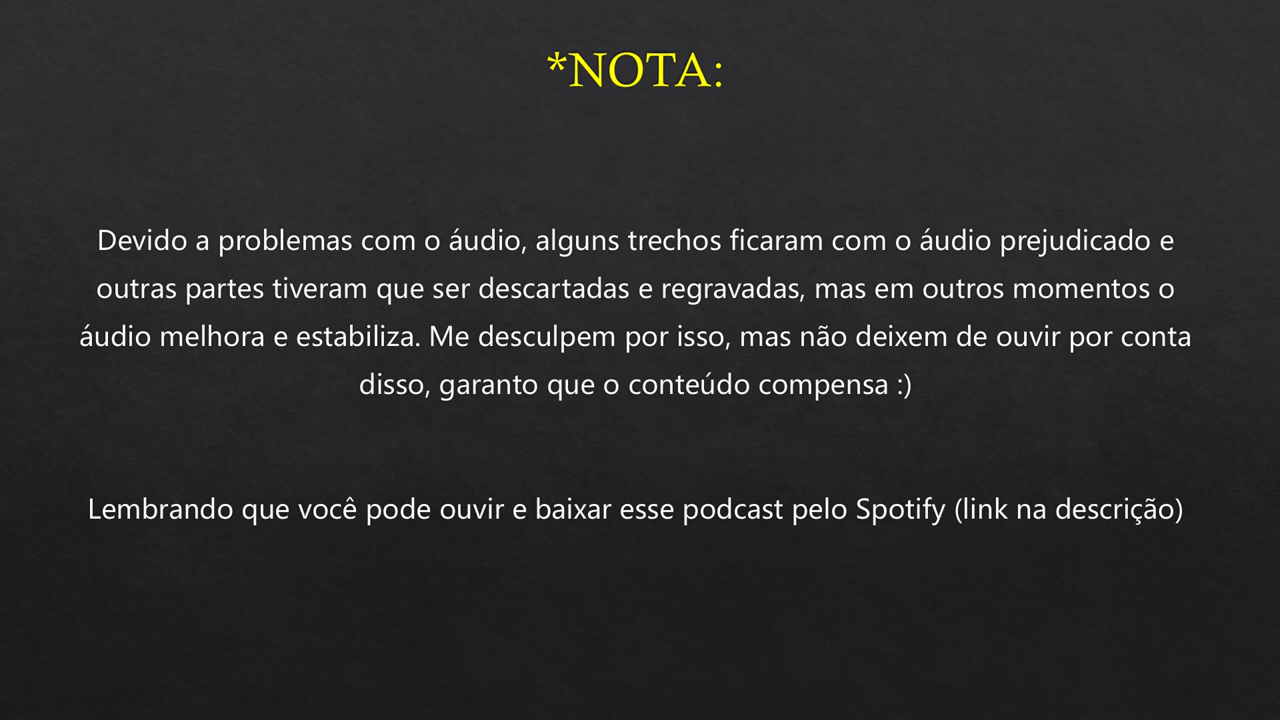 *NOTA:
Devido a problemas com o áudio, alguns trechos ficaram com o áudio prejudicado e
outras partes tiveram que ser descartadas e regravadas, mas em outros momentos o
áudio melhora e estabiliza. Me desculpem por isso, mas não deixem de ouvir por conta
disso, garanto que o conteúdo compensa :)
Lembrando que você pode ouvir e baixar esse podcast pelo Spotify (link na descrição)